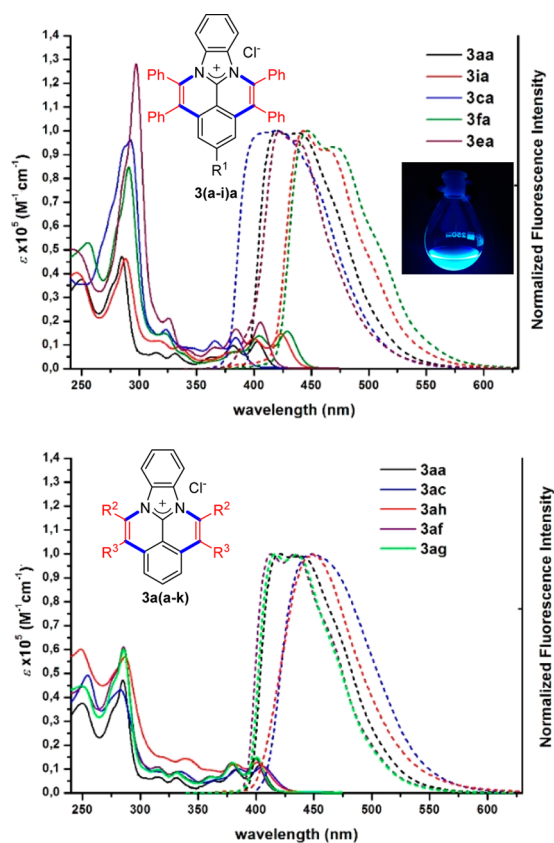 ε x10⁵ (M⁻¹ cm⁻¹)
1,4
1,3
1,2
1,1
1,0
0,9
0,8
0,7
0,6
0,5
0,4
0,3
0,2
0,1
0,0
250 300 350 400 450 500 550 600
wavelength (nm)
Normalized Fluorescence Intensity
Cl⁻
Ph N + N Ph
Ph Ph
R¹
3(a-i)a
3aa
3ia
3ca
3fa
3ea
250
ε x10⁵ (M⁻¹ cm⁻¹)
1,4
1,3
1,2
1,1
1,0
0,9
0,8
0,7
0,6
0,5
0,4
0,3
0,2
0,1
0,0
250 300 350 400 450 500 550 600
wavelength (nm)
Normalized Fluorescence Intensity
Cl⁻
R² N + N R²
R³ R³
3a(a-k)
3aa
3ac
3ah
3af
3ag